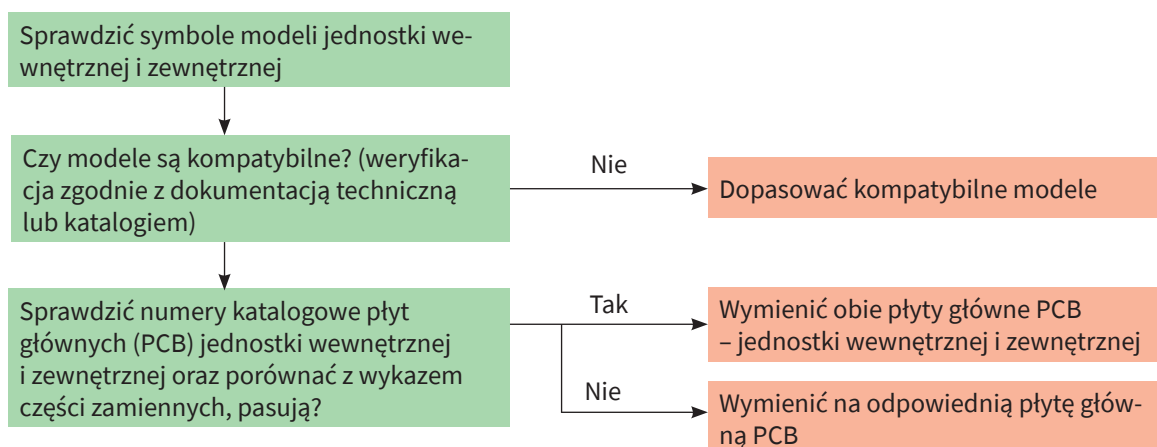 Sprawdzić symbole modeli jednostki we-
wnętrznej i zewnętrznej
Czy modele są kompatybilne? (weryfika-
cja zgodnie z dokumentacją techniczną
lub katalogiem)
Nie
Dopasować kompatybilne modele
Sprawdzić numery katalogowe płyt
głównych (PCB) jednostki wewnętrznej
i zewnętrznej oraz porównać z wykazem
części zamiennych, pasują?
Tak
Wymienić obie płyty główne PCB
– jednostki wewnętrznej i zewnętrznej
Nie
Wymienić na odpowiednią płytę głów-
ną PCB